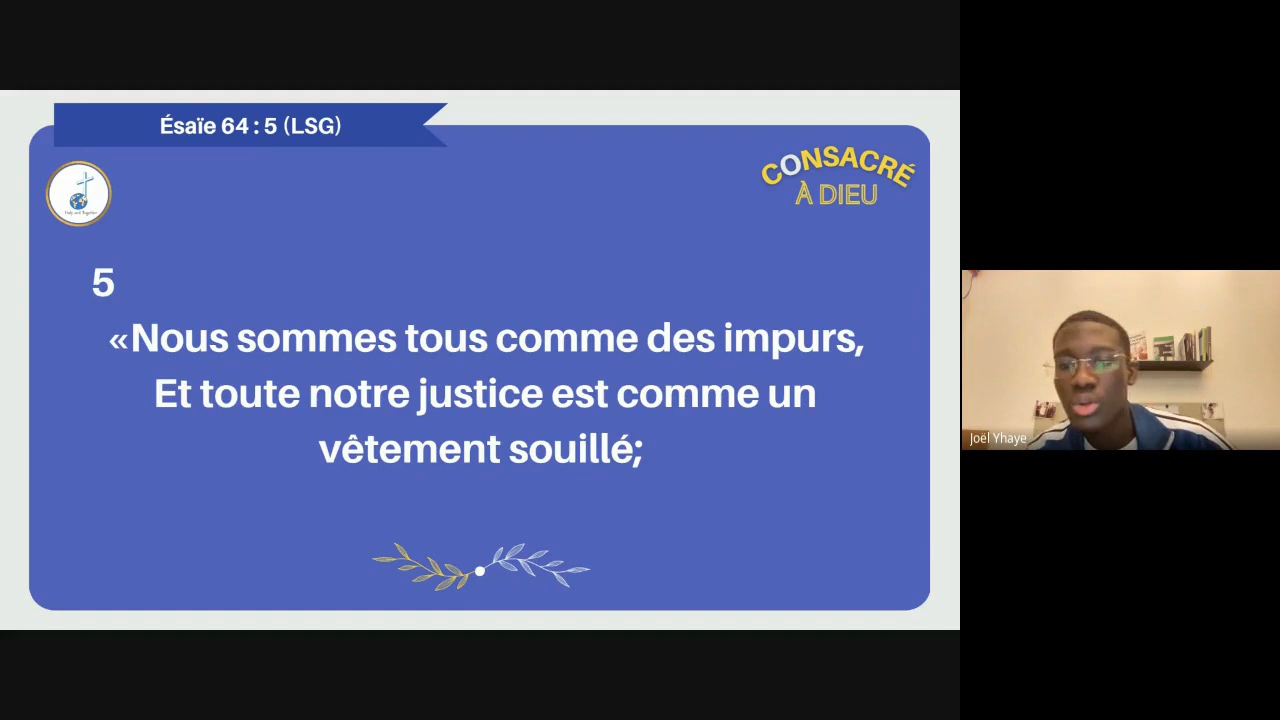 Ésaïe 64 : 5 (LSG)
CONSACRÉ
À DIEU
5
«Nous sommes tous comme des impurs,
Et toute notre justice est comme un
vêtement souillé;
Joël Yhaye